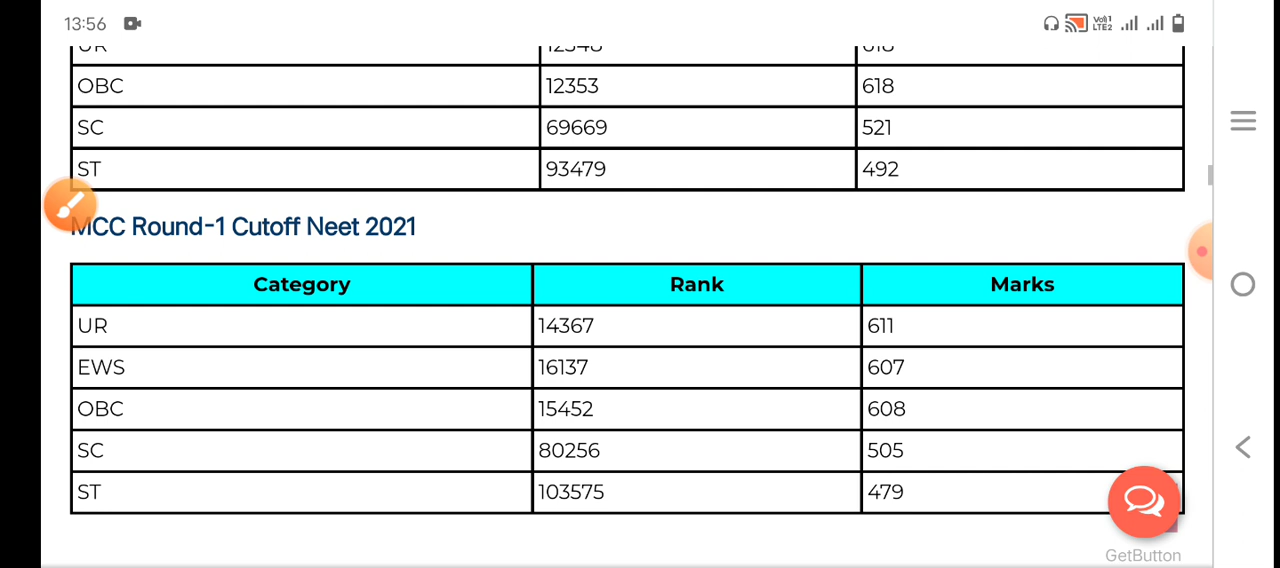 13:56
OBC 12353 618
SC 69669 521
ST 93479 492
MCC Round-1 Cutoff Neet 2021
Category Rank Marks
UR 14367 611
EWS 16137 607
OBC 15452 608
SC 80256 505
ST 103575 479
GetButton